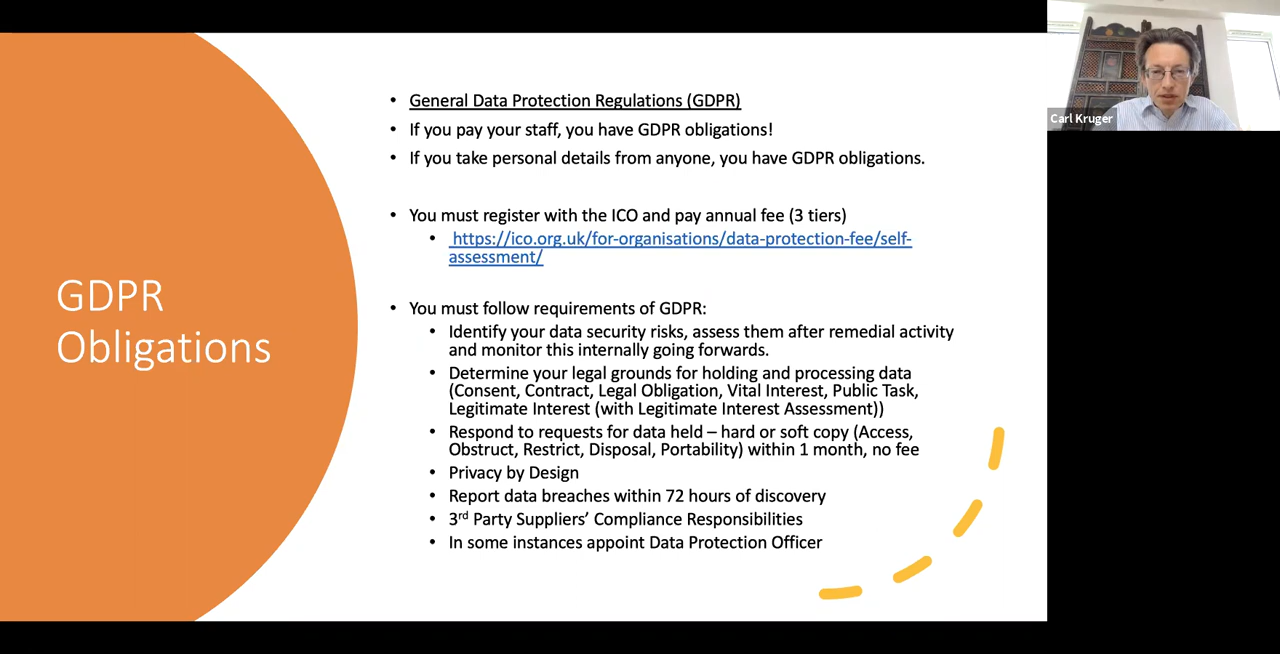 GDPR
Obligations
• General Data Protection Regulations (GDPR)
• If you pay your staff, you have GDPR obligations!
• If you take personal details from anyone, you have GDPR obligations.
• You must register with the ICO and pay annual fee (3 tiers)
• https://ico.org.uk/for-organisations/data-protection-fee/self-
assessment/
• You must follow requirements of GDPR:
• Identify your data security risks, assess them after remedial activity
and monitor this internally going forwards.
• Determine your legal grounds for holding and processing data
(Consent, Contract, Legal Obligation, Vital Interest, Public Task,
Legitimate Interest (with Legitimate Interest Assessment))
• Respond to requests for data held – hard or soft copy (Access,
Obstruct, Restrict, Disposal, Portability) within 1 month, no fee
• Privacy by Design
• Report data breaches within 72 hours of discovery
• 3rd Party Suppliers’ Compliance Responsibilities
• In some instances appoint Data Protection Officer
Carl Kruger